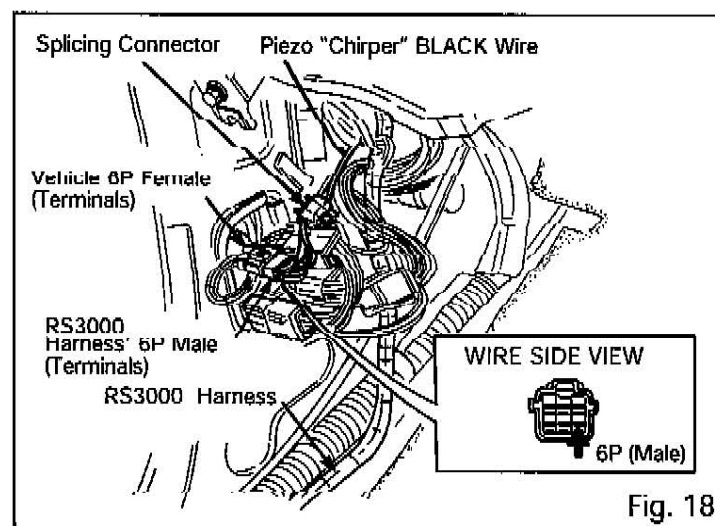 Splicing Connector
Piezo "Chirper" BLACK Wire
Vehicle 6P Female
(Terminals)
RS3000
Harness' 6P Male
(Terminals)
RS3000 Harness
WIRE SIDE VIEW
6P (Male)
Fig. 18